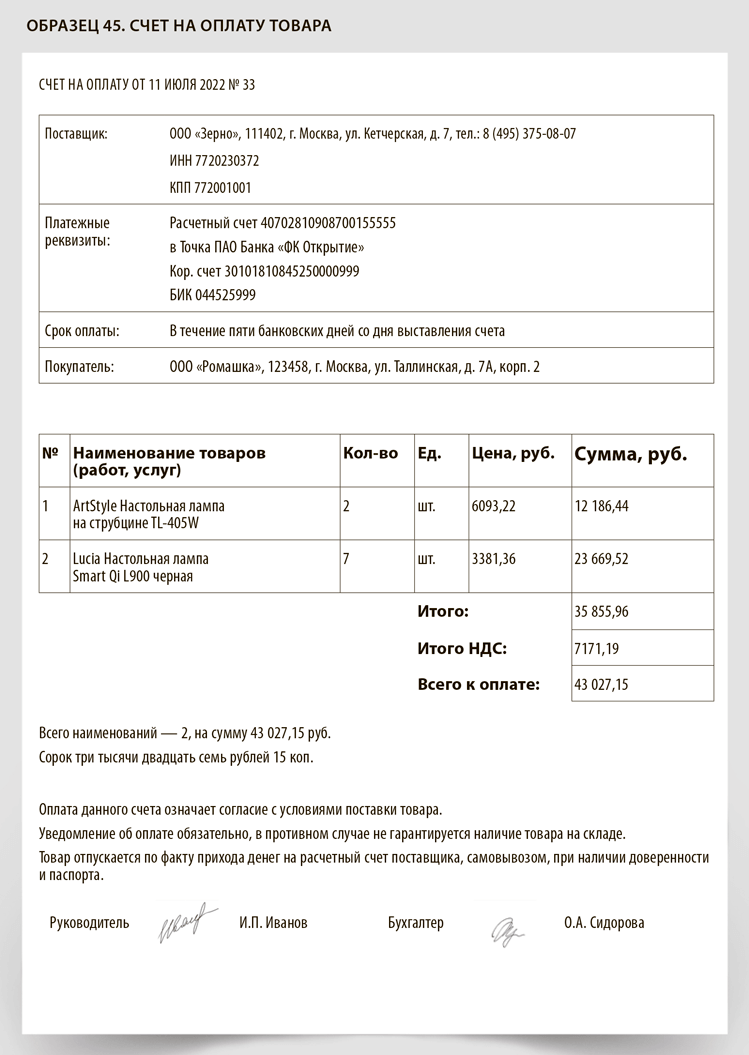 ОБРАЗЕЦ 45. СЧЕТ НА ОПЛАТУ ТОВАРА
СЧЕТ НА ОПЛАТУ ОТ 11 ИЮЛЯ 2022 № 33
Поставщик: ООО «Зерно», 111402, г. Москва, ул. Кетчерская, д. 7, тел.: 8 (495) 375-08-07
ИНН 7720230372
КПП 772001001
Платежные реквизиты: Расчетный счет 40702810908700155555
в Точка ПАО Банка «ФК Открытие»
Кор. счет 30101810845250000999
БИК 044525999
Срок оплаты: В течение пяти банковских дней со дня выставления счета
Покупатель: ООО «Ромашка», 123458, г. Москва, ул. Таллинская, д. 7А, корп. 2
№ Наименование товаров (работ, услуг) Кол-во Ед. Цена, руб. Сумма, руб.
1 ArtStyle Настольная лампа на струбцине TL-405W 2 шт. 6093,22 12 186,44
2 Lucia Настольная лампа Smart Qi L900 черная 7 шт. 3381,36 23 669,52
Итого: 35 855,96
Итого НДС: 7171,19
Всего к оплате: 43 027,15
Всего наименований — 2, на сумму 43 027,15 руб.
Сорок три тысячи двадцать семь рублей 15 коп.
Оплата данного счета означает согласие с условиями поставки товара.
Уведомление об оплате обязательно, в противном случае не гарантируется наличие товара на складе.
Товар отпускается по факту прихода денег на расчетный счет поставщика, самовывозом, при наличии доверенности
и паспорта.
Руководитель И.П. Иванов Бухгалтер О.А. Сидорова